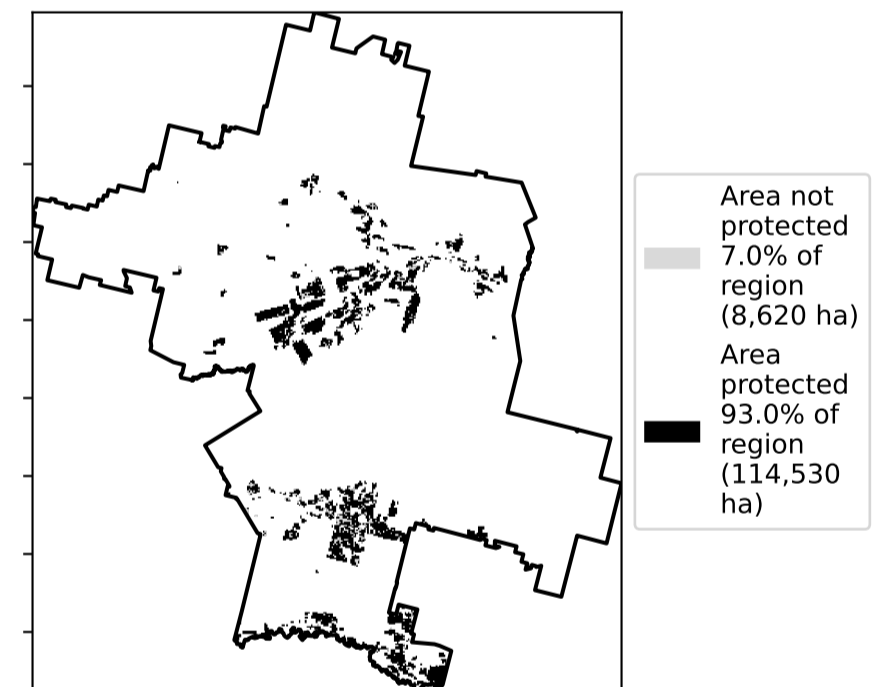 Area not
protected
7.0% of
region
(8,620 ha)
Area
protected
93.0% of
region
(114,530
ha)